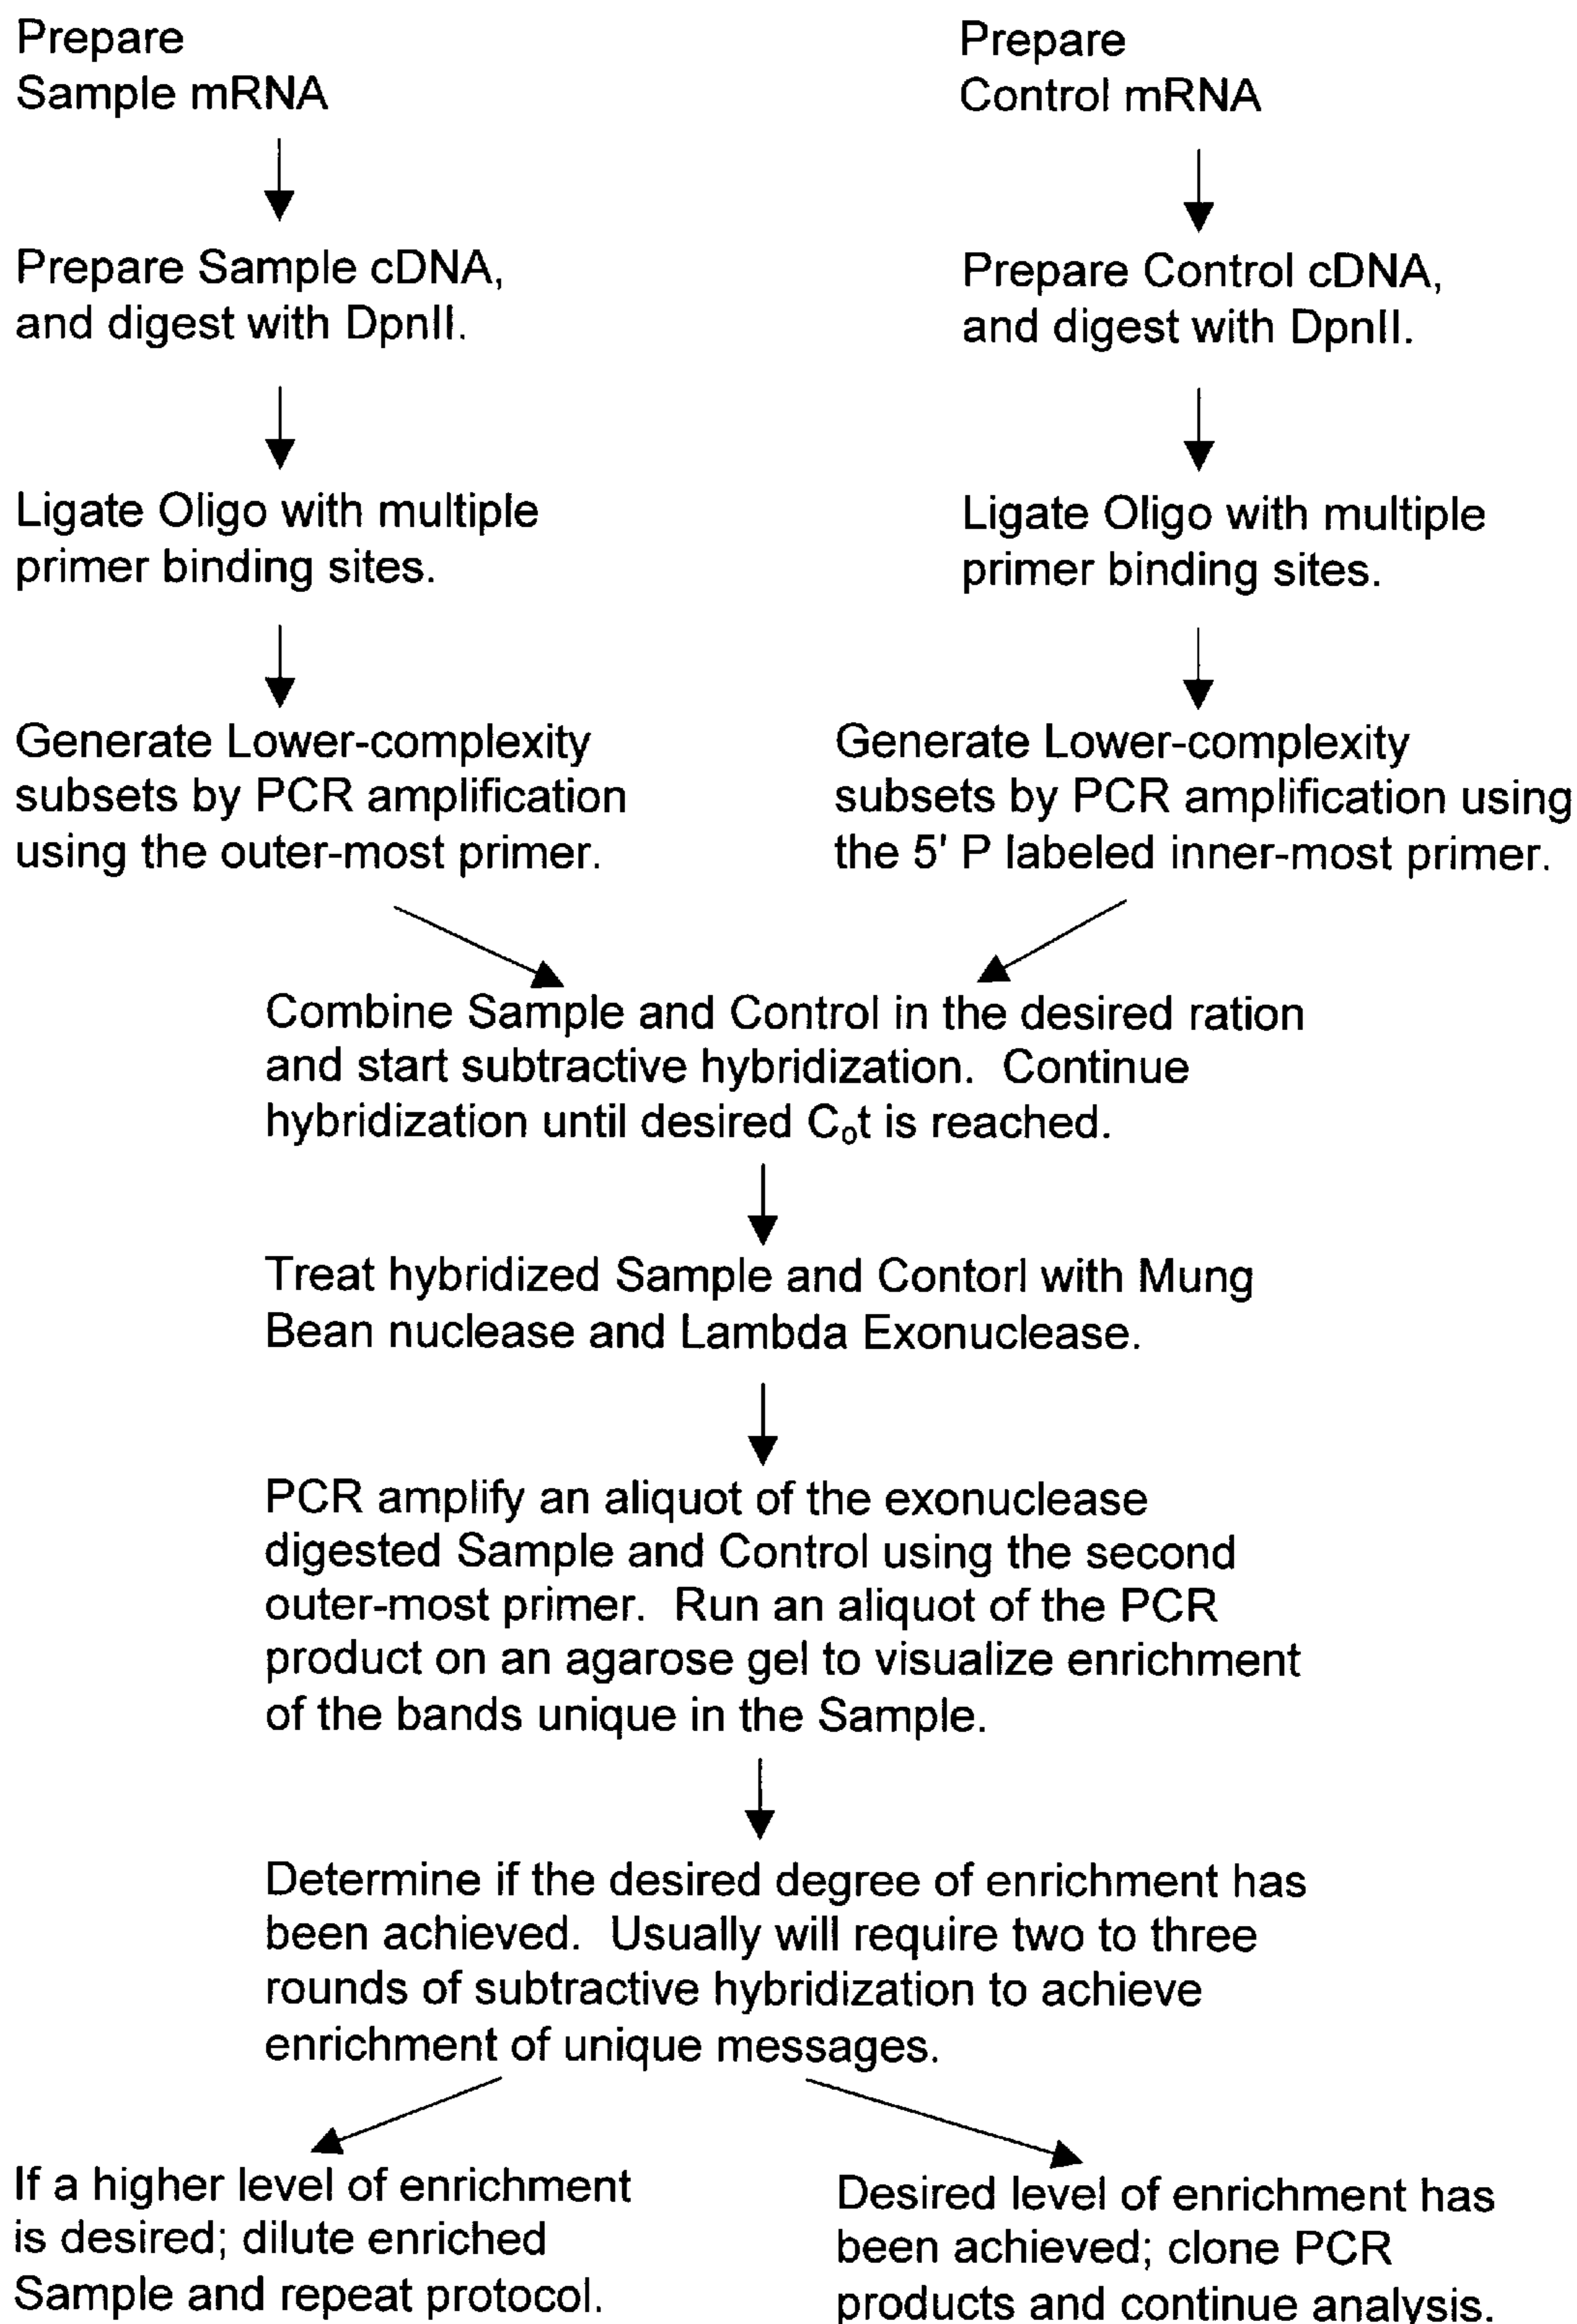 Prepare
Sample mRNA
Prepare
Control mRNA
Prepare Sample cDNA,
and digest with DpnII.
Prepare Control cDNA,
and digest with DpnII.
Ligate Oligo with multiple
primer binding sites.
Ligate Oligo with multiple
primer binding sites.
Generate Lower-complexity
subsets by PCR amplification
using the outer-most primer.
Generate Lower-complexity
subsets by PCR amplification using
the 5' P labeled inner-most primer.
Combine Sample and Control in the desired ration
and start subtractive hybridization. Continue
hybridization until desired C₀t is reached.
Treat hybridized Sample and Contorl with Mung
Bean nuclease and Lambda Exonuclease.
PCR amplify an aliquot of the exonuclease
digested Sample and Control using the second
outer-most primer. Run an aliquot of the PCR
product on an agarose gel to visualize enrichment
of the bands unique in the Sample.
Determine if the desired degree of enrichment has
been achieved. Usually will require two to three
rounds of subtractive hybridization to achieve
enrichment of unique messages.
If a higher level of enrichment
is desired; dilute enriched
Sample and repeat protocol.
Desired level of enrichment has
been achieved; clone PCR
products and continue analysis.